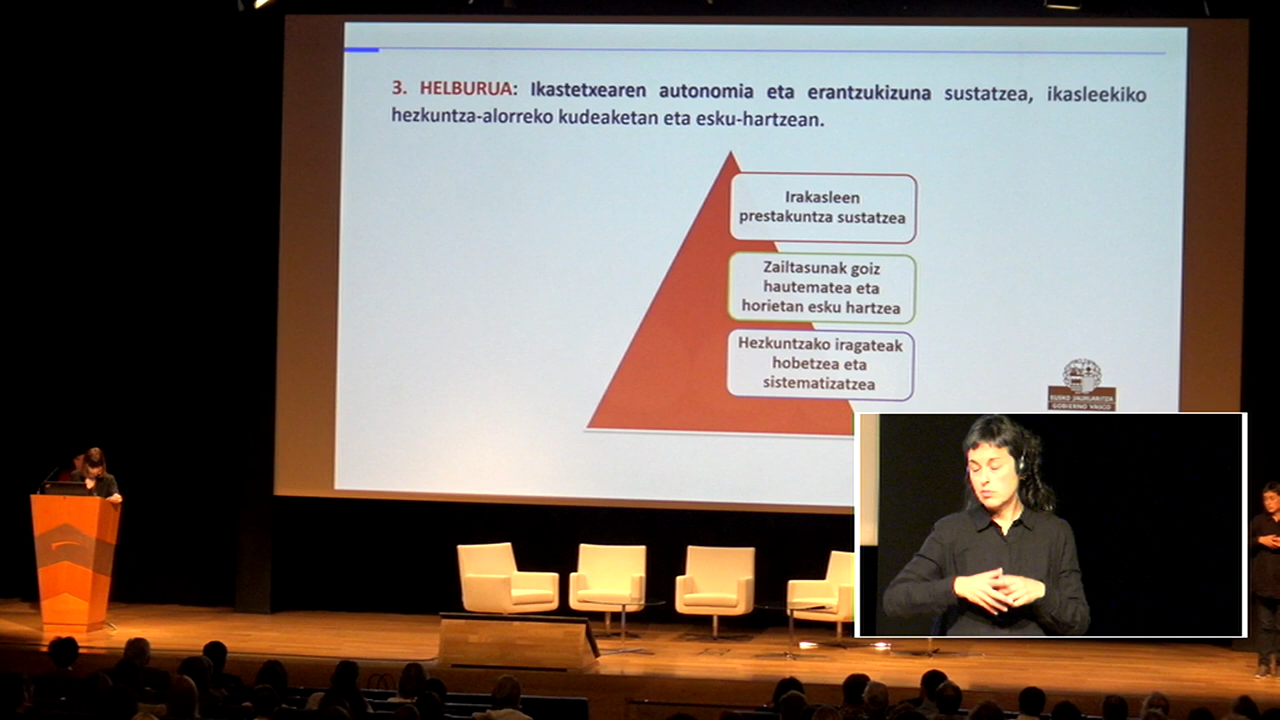 3. HELBURUA: Ikastetxearen autonomia eta erantzukizuna sustatzea, ikasleekiko
hezkuntza-alorreko kudeaketan eta esku-hartzean.
Irakasleen
prestakuntza sustatzea
Zailtasunak goiz
hautematea eta
horietan esku hartzea
Hezkuntzako iragateak
hobetzea eta
sistematizatzea
EUSKO JAURLARITZA
GOBIERNO VASCO